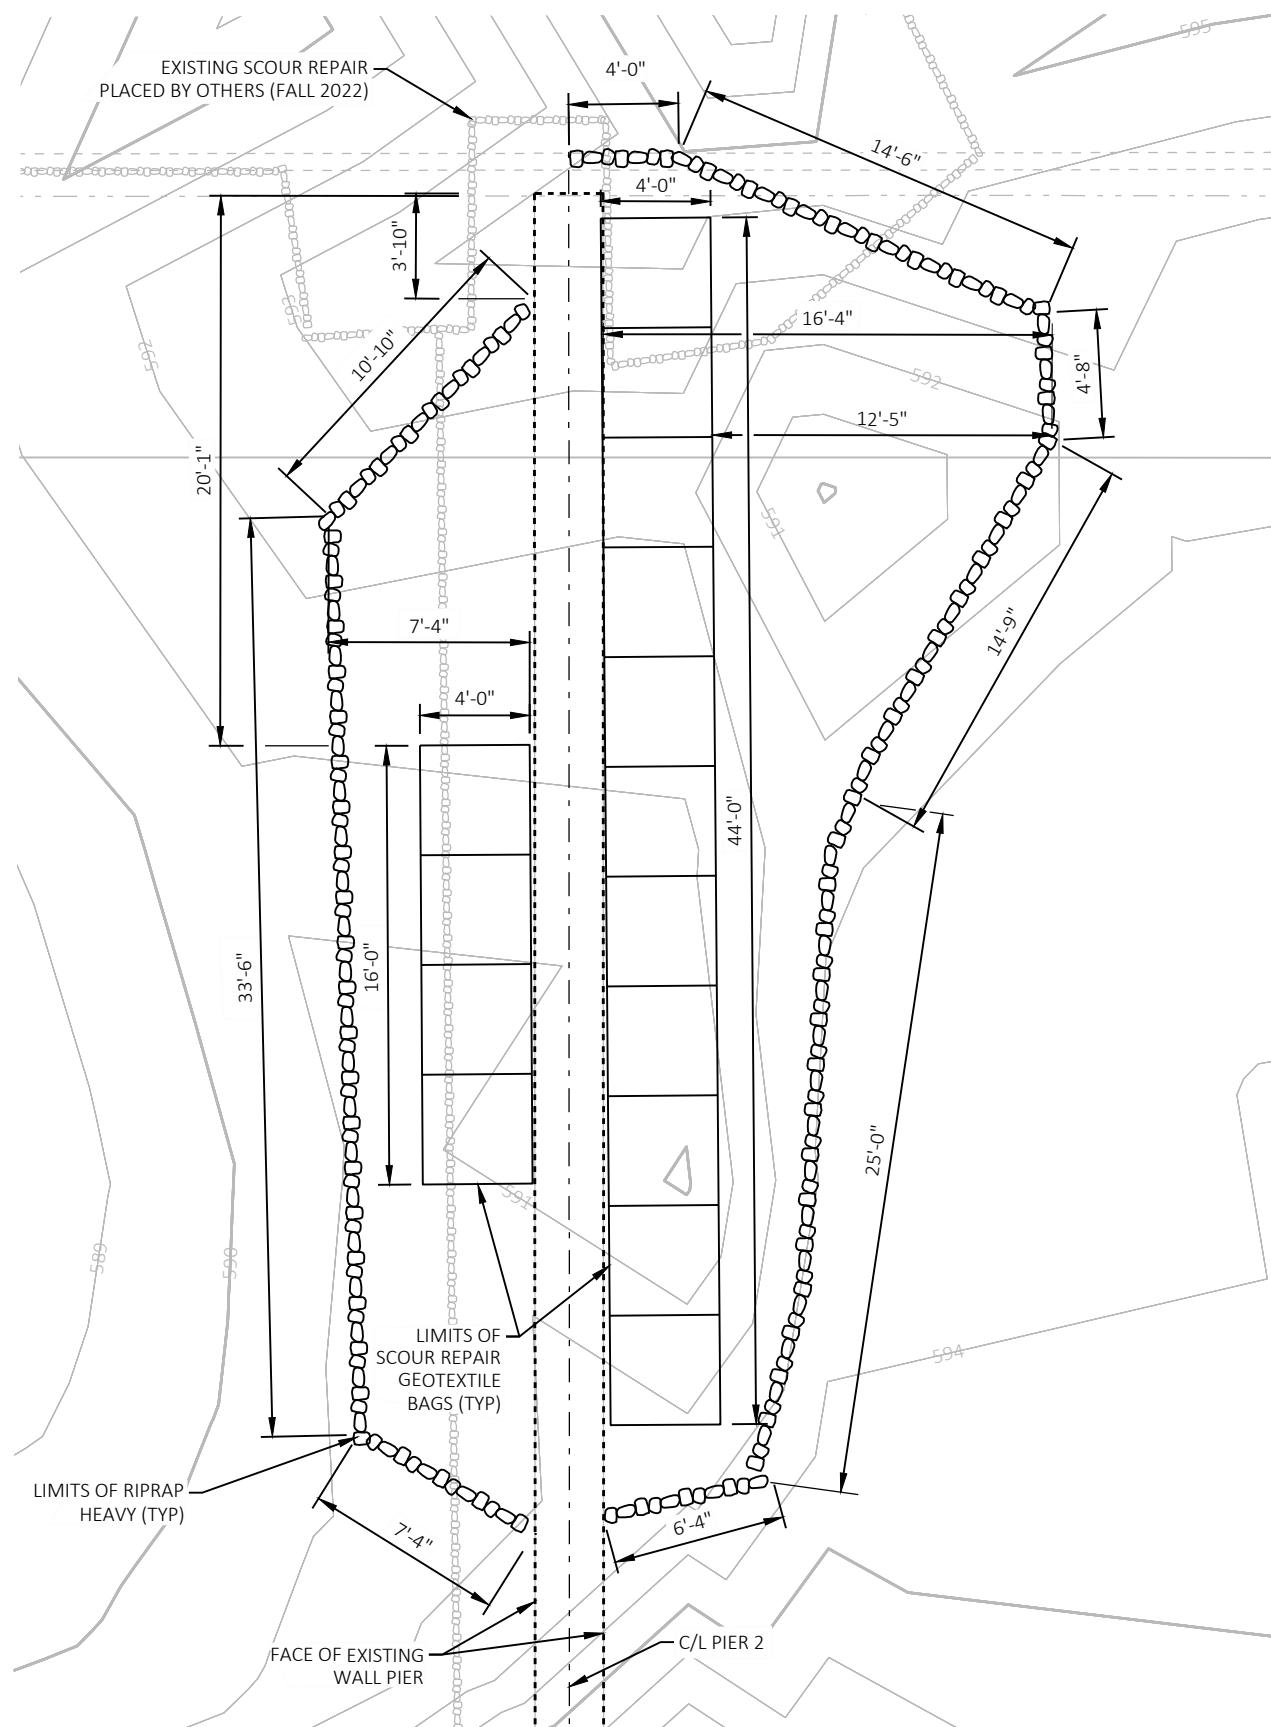 595
EXISTING SCOUR REPAIR
PLACED BY OTHERS (FALL 2022)
4'-0"
14'-6"
4'-0"
3'-10"
593
16'-4"
592
10'-10"
592
4'-8"
12'-5"
20'-1"
591
14'-9"
7'-4"
4'-0"
44'-0"
33'-6"
16'-0"
25'-0"
591
589
590
LIMITS OF
SCOUR REPAIR
GEOTEXTILE
BAGS (TYP)
594
LIMITS OF RIPRAP
HEAVY (TYP)
7'-4"
6'-4"
FACE OF EXISTING
WALL PIER
C/L PIER 2